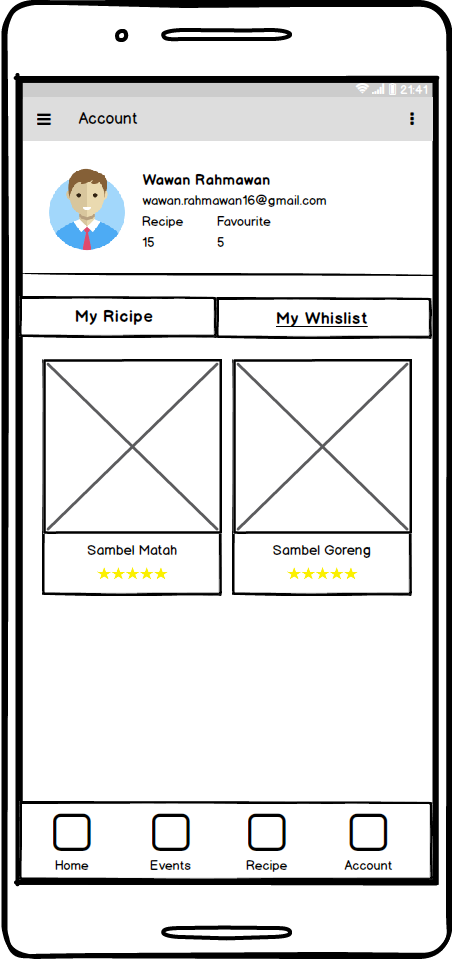 21:41
Account
Wawan Rahmawan
wawan.rahmawan16@gmail.com
Recipe Favourite
15 5
My Ricipe My Whislist
Sambel Matah Sambel Goreng
Home Events Recipe Account